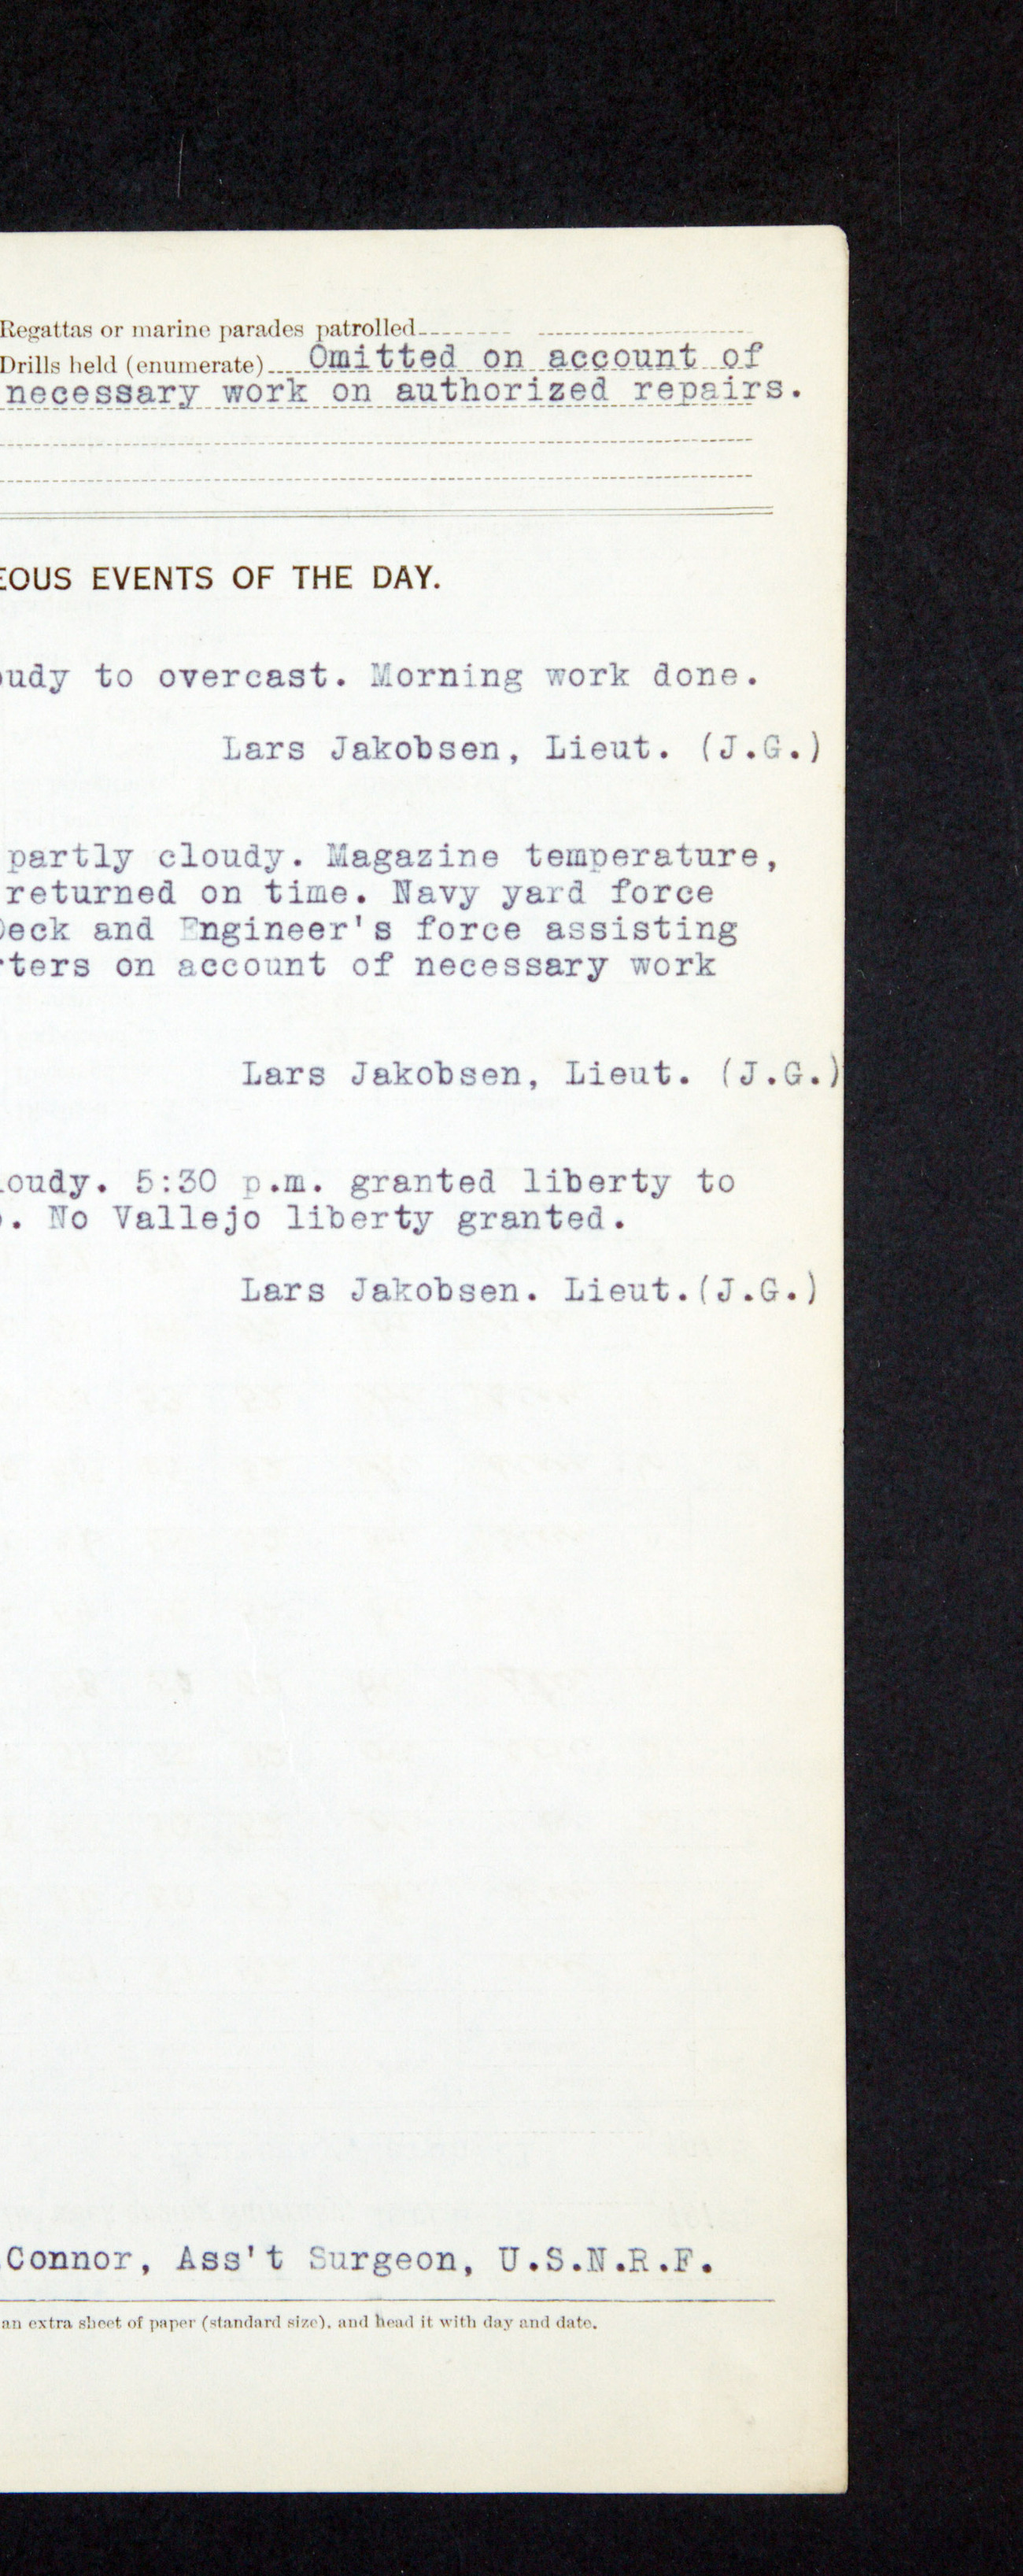 Regattas or marine parades patrolled
Drills held (enumerate) Omitted on account of
necessary work on authorized repairs.
EOUS EVENTS OF THE DAY.
oudy to overcast. Morning work done.
Lars Jakobsen, Lieut. (J.G.)
partly cloudy. Magazine temperature,
returned on time. Navy yard force
Deck and Engineer's force assisting
rters on account of necessary work
Lars Jakobsen, Lieut. (J.G.)
loudy. 5:30 p.m. granted liberty to
. No Vallejo liberty granted.
Lars Jakobsen. Lieut.(J.G.)
Connor, Ass't Surgeon, U.S.N.R.F.
an extra sheet of paper (standard size), and head it with day and date.